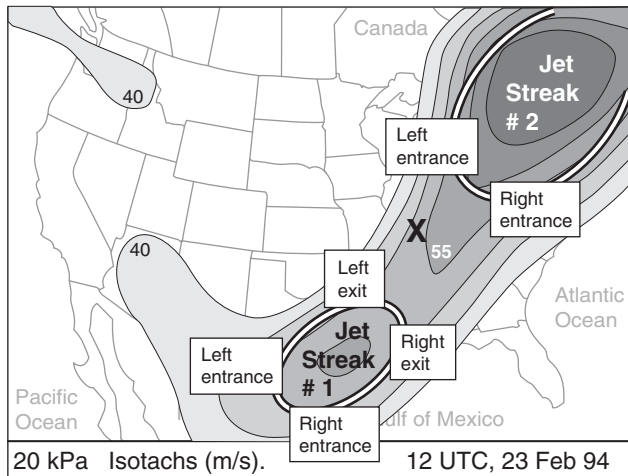 Canada
40
Jet
Streak
# 2
Left
entrance
Right
entrance
X
55
40
Left
exit
Atlantic
Ocean
Jet
Streak
# 1
Right
exit
Left
entrance
Pacific
Ocean
Right
entrance
ulf of Mexico
20 kPa Isotachs (m/s). 12 UTC, 23 Feb 94